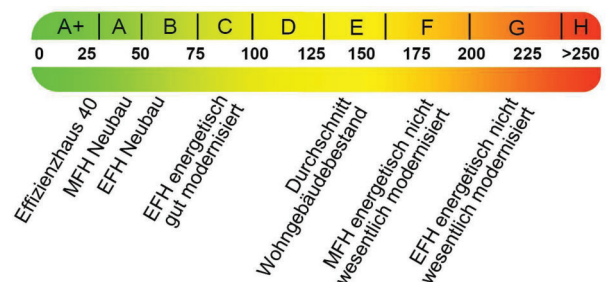 A+ A B C D E F G H
0 25 50 75 100 125 150 175 200 225 >250
Effizienzhaus 40
MFH Neubau
EFH Neubau
EFH energetisch
gut modernisiert
Durchschnitt
Wohngebäudebestand
MFH energetisch nicht
wesentlich modernisiert
EFH energetisch nicht
wesentlich modernisiert